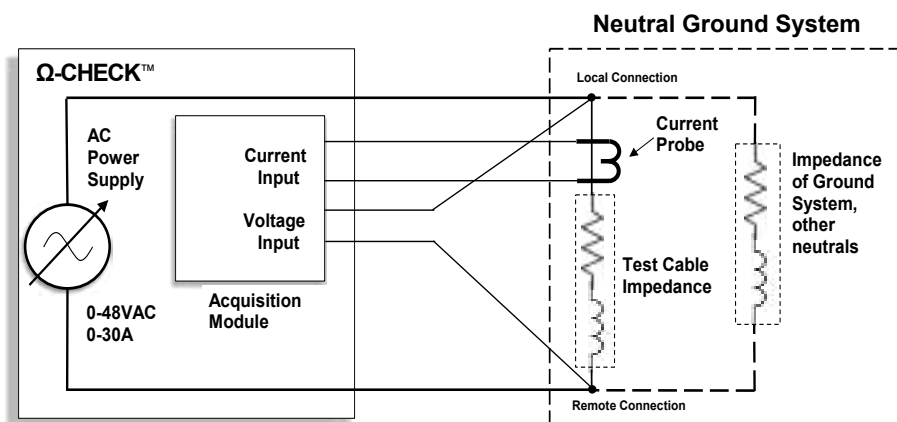 Neutral Ground System
Ω-CHECK™
Local Connection
AC
Power
Supply
Current
Input
Voltage
Input
Current
Probe
Impedance
of Ground
System,
other
neutrals
Test Cable
Impedance
Acquisition
Module
0-48VAC
0-30A
Remote Connection